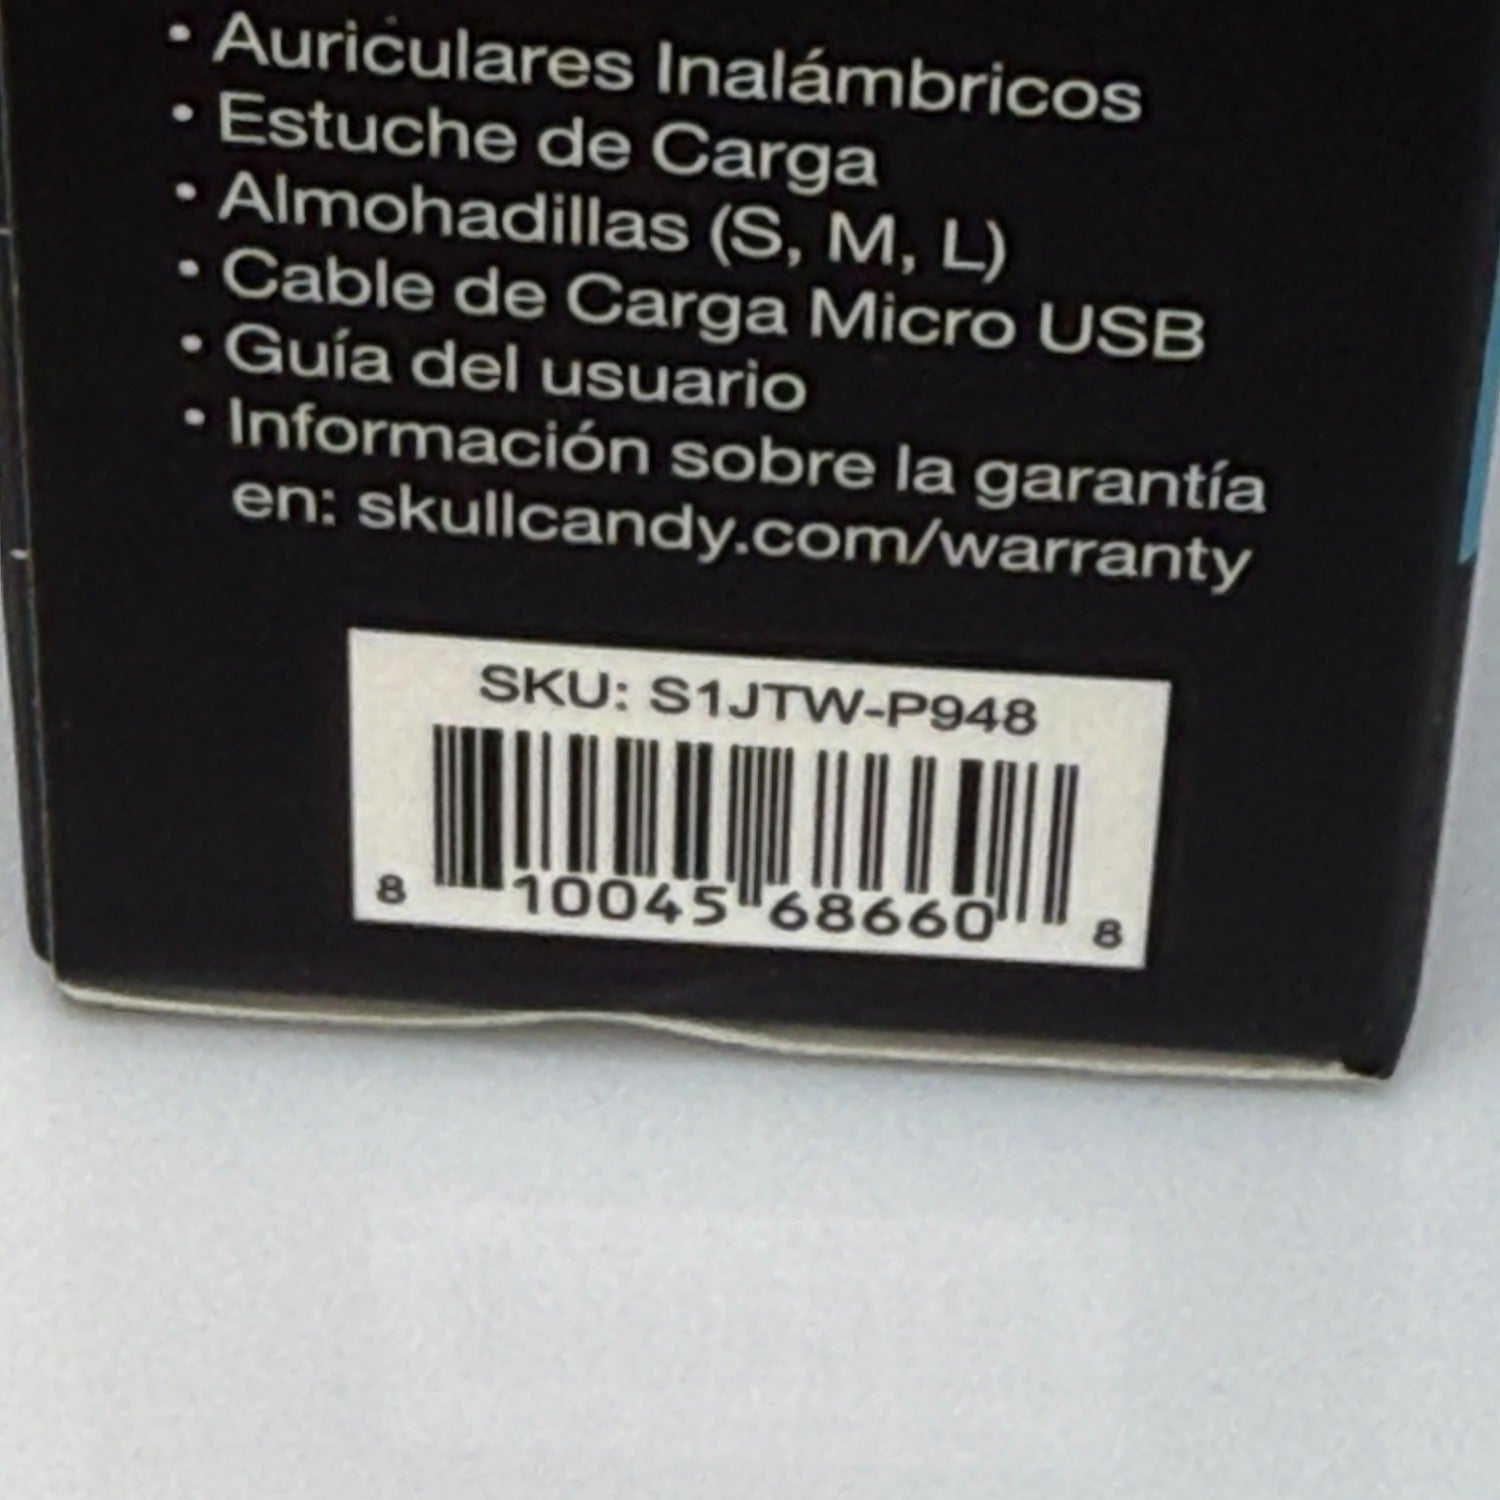 • Auriculares Inalámbricos
• Estuche de Carga
• Almohadillas (S, M, L)
• Cable de Carga Micro USB
• Guía del usuario
• Información sobre la garantía
en: skullcandy.com/warranty
SKU: S1JTW-P948
8 10045 68660 8